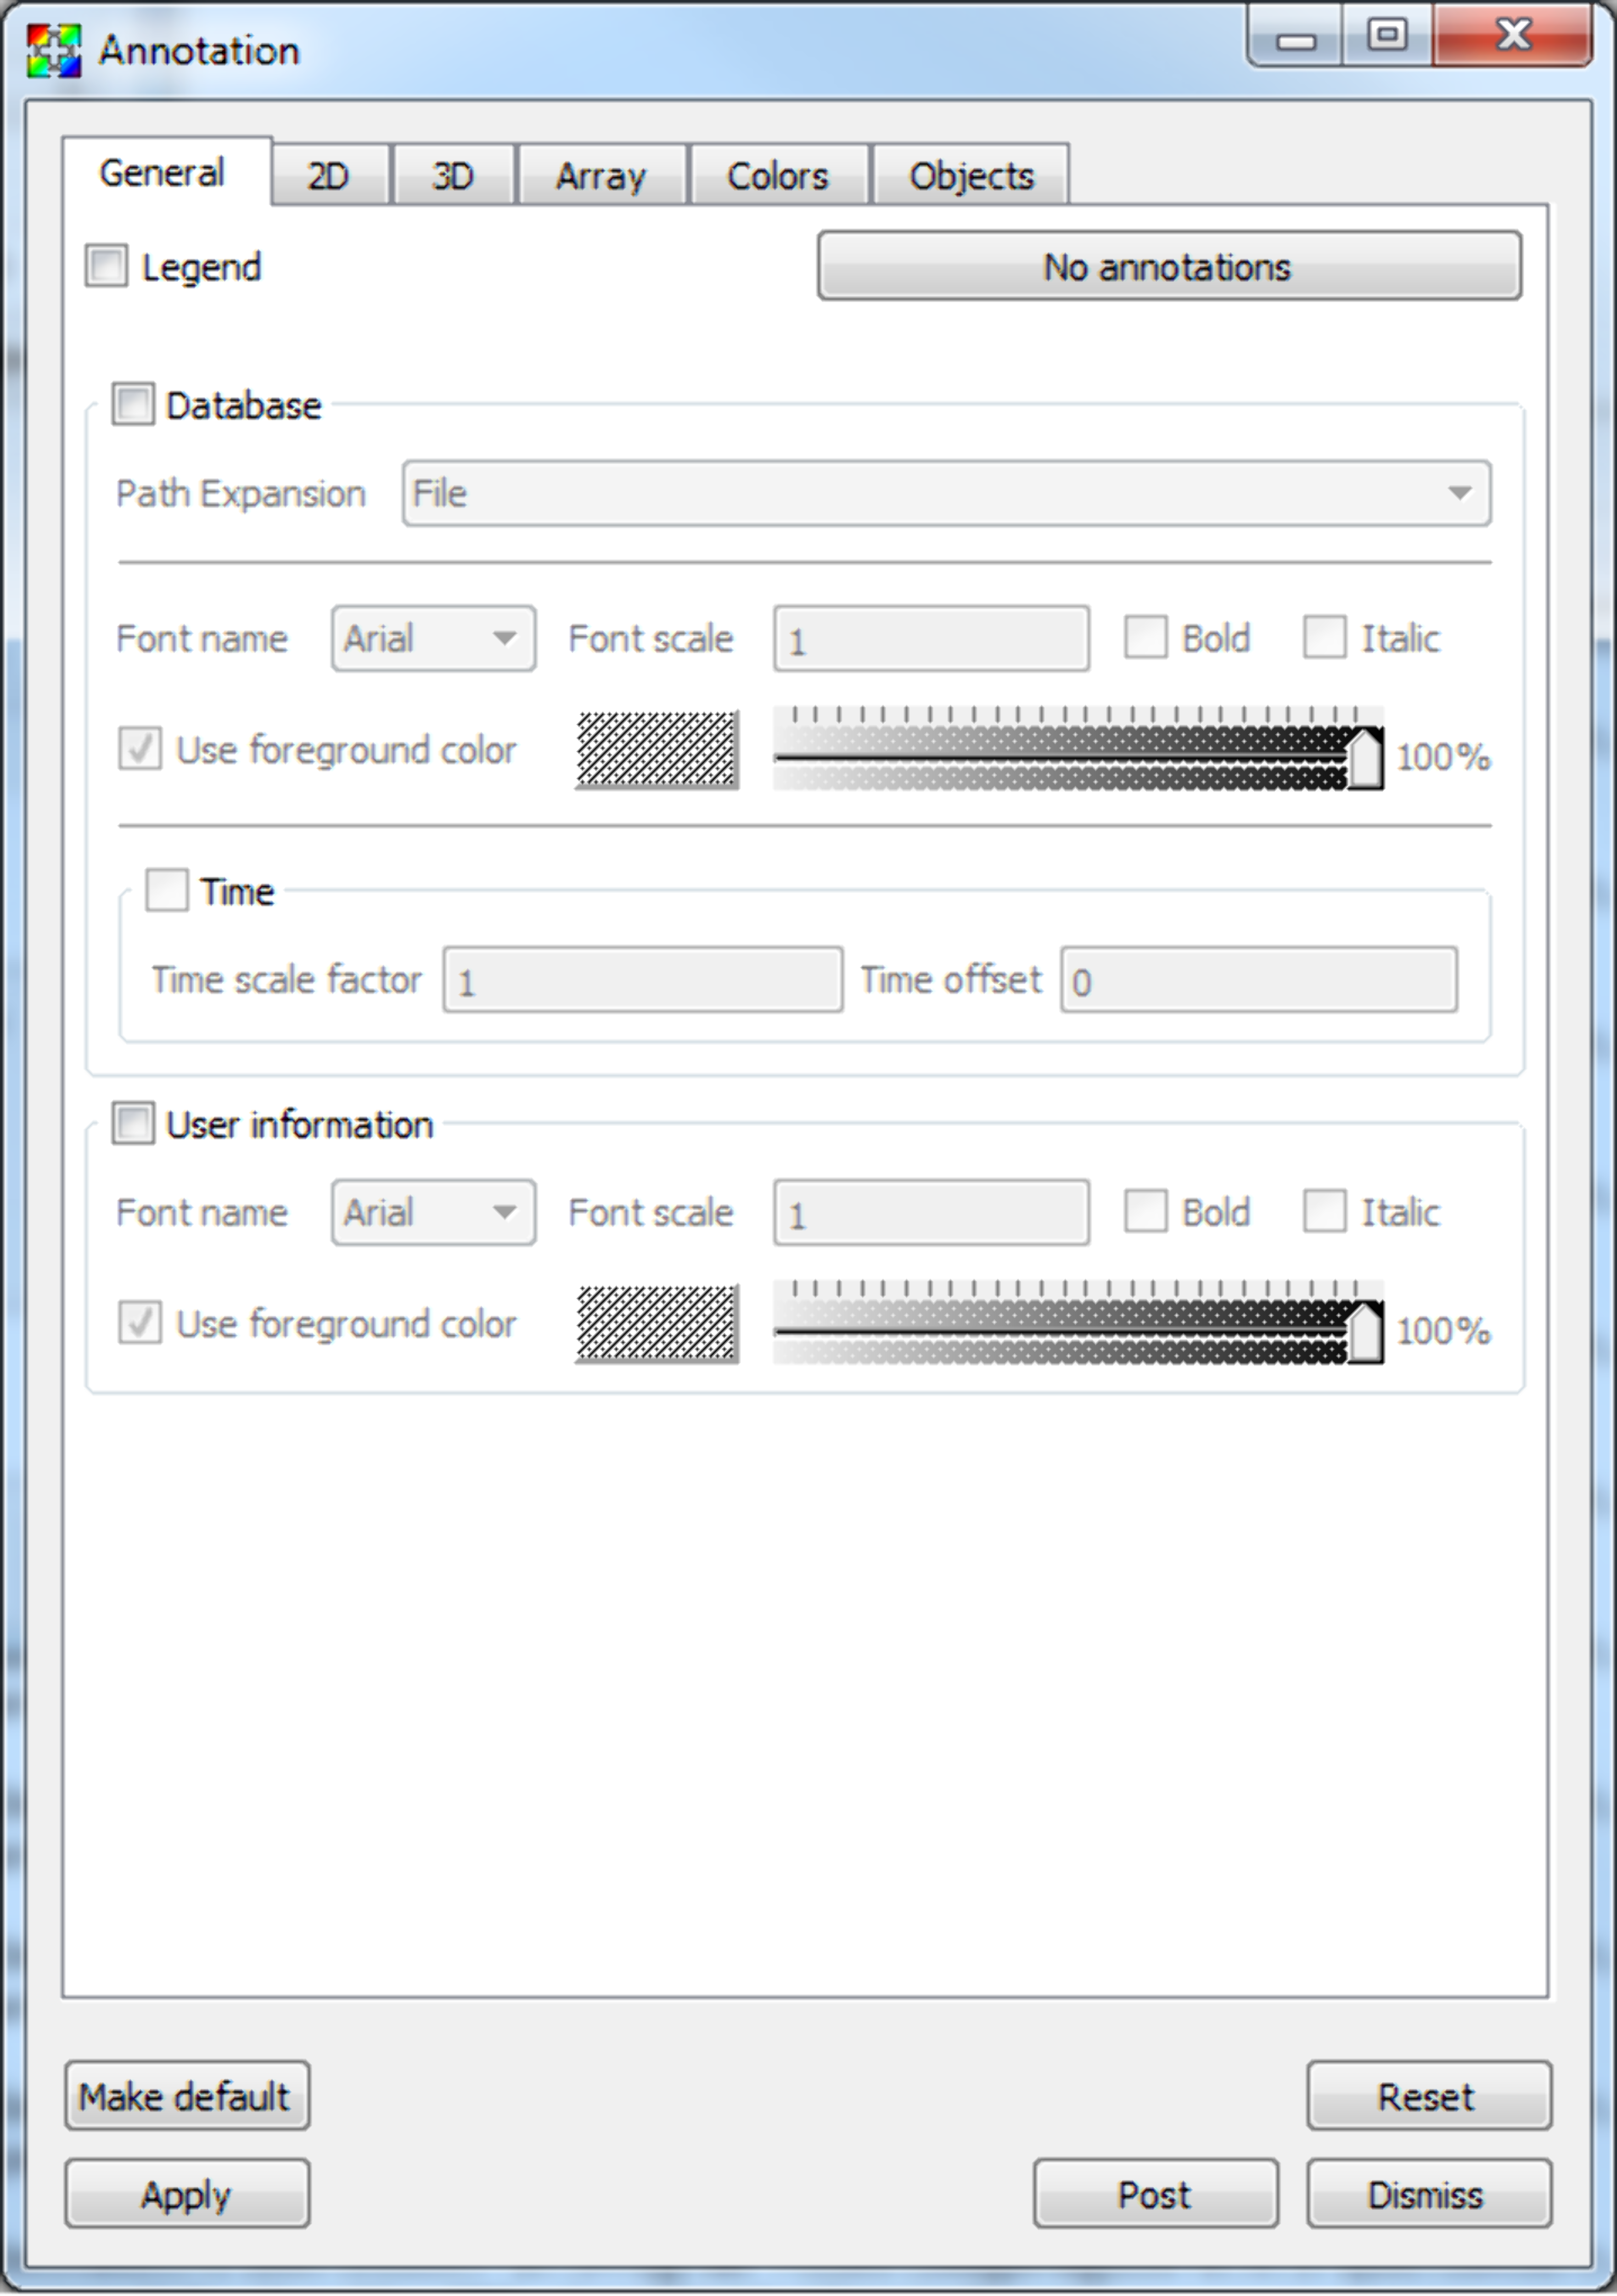 Annotation
General 2D 3D Array Colors Objects
Legend No annotations
Database
Path Expansion File
Font name Arial Font scale 1 Bold Italic
Use foreground color 100%
Time
Time scale factor 1 Time offset 0
User information
Font name Arial Font scale 1 Bold Italic
Use foreground color 100%
Make default Reset
Apply Post Dismiss